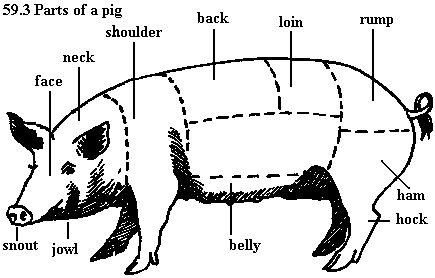 59.3 Parts of a pig
shoulder
back
loin
rump
neck
face
ham
hock
snout
jowl
belly